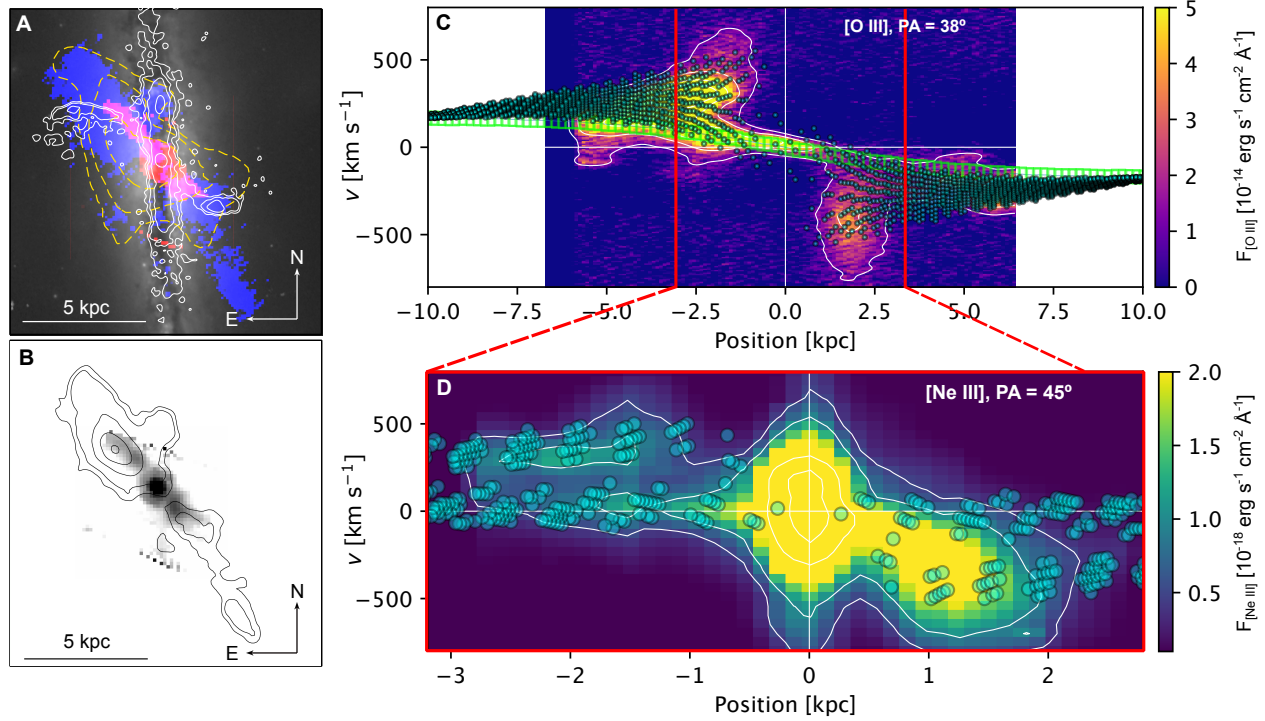 A
N
5 kpc
E
B
N
5 kpc
E
C
[O III], PA = 38º
500
0
−500
v [km s⁻¹]
−10.0 −7.5 −5.0 −2.5 0.0 2.5 5.0 7.5 10.0
Position [kpc]
5
4
3
2
1
0
F[O III] [10⁻¹⁴ erg s⁻¹ cm⁻² Å⁻¹]
D
[Ne III], PA = 45º
500
0
−500
v [km s⁻¹]
−3 −2 −1 0 1 2
Position [kpc]
2.0
1.5
1.0
0.5
F[Ne III] [10⁻¹⁸ erg s⁻¹ cm⁻² Å⁻¹]